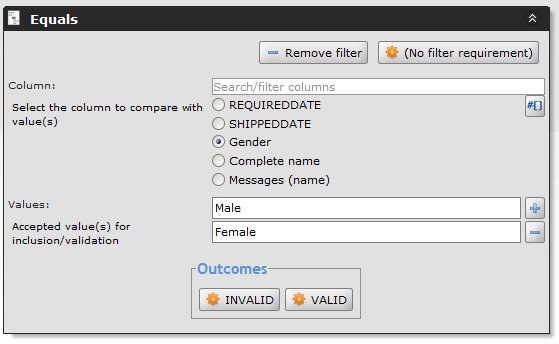 Equals
Remove filter
(No filter requirement)
Column:
Search/filter columns
Select the column to compare with
value(s)
REQUIREDDATE
#{}
SHIPPEDDATE
Gender
Complete name
Messages (name)
Values:
Male
Accepted value(s) for
inclusion/validation
Female
Outcomes
INVALID
VALID